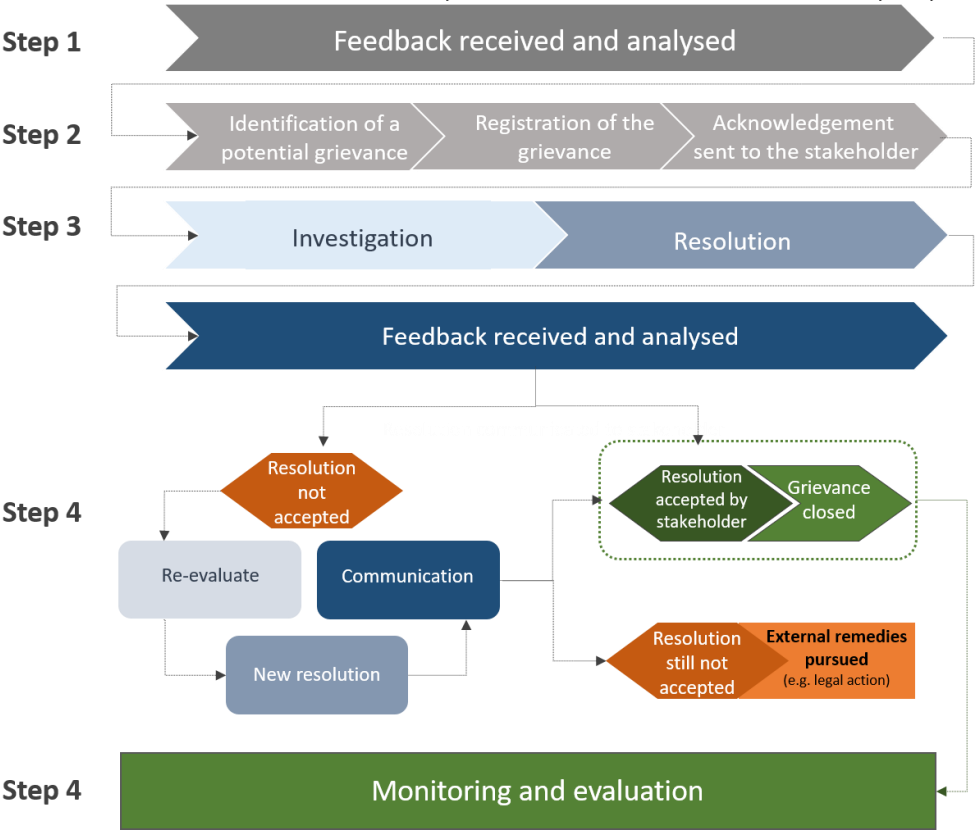 Step 1
Feedback received and analysed
Step 2
Identification of a
potential grievance
Registration of the
grievance
Acknowledgement
sent to the stakeholder
Step 3
Investigation
Resolution
Feedback received and analysed
Step 4
Resolution
not
accepted
Resolution
accepted by
stakeholder
Grievance
closed
Re-evaluate
Communication
New resolution
Resolution
still not
accepted
External remedies
pursued
(e.g. legal action)
Step 4
Monitoring and evaluation